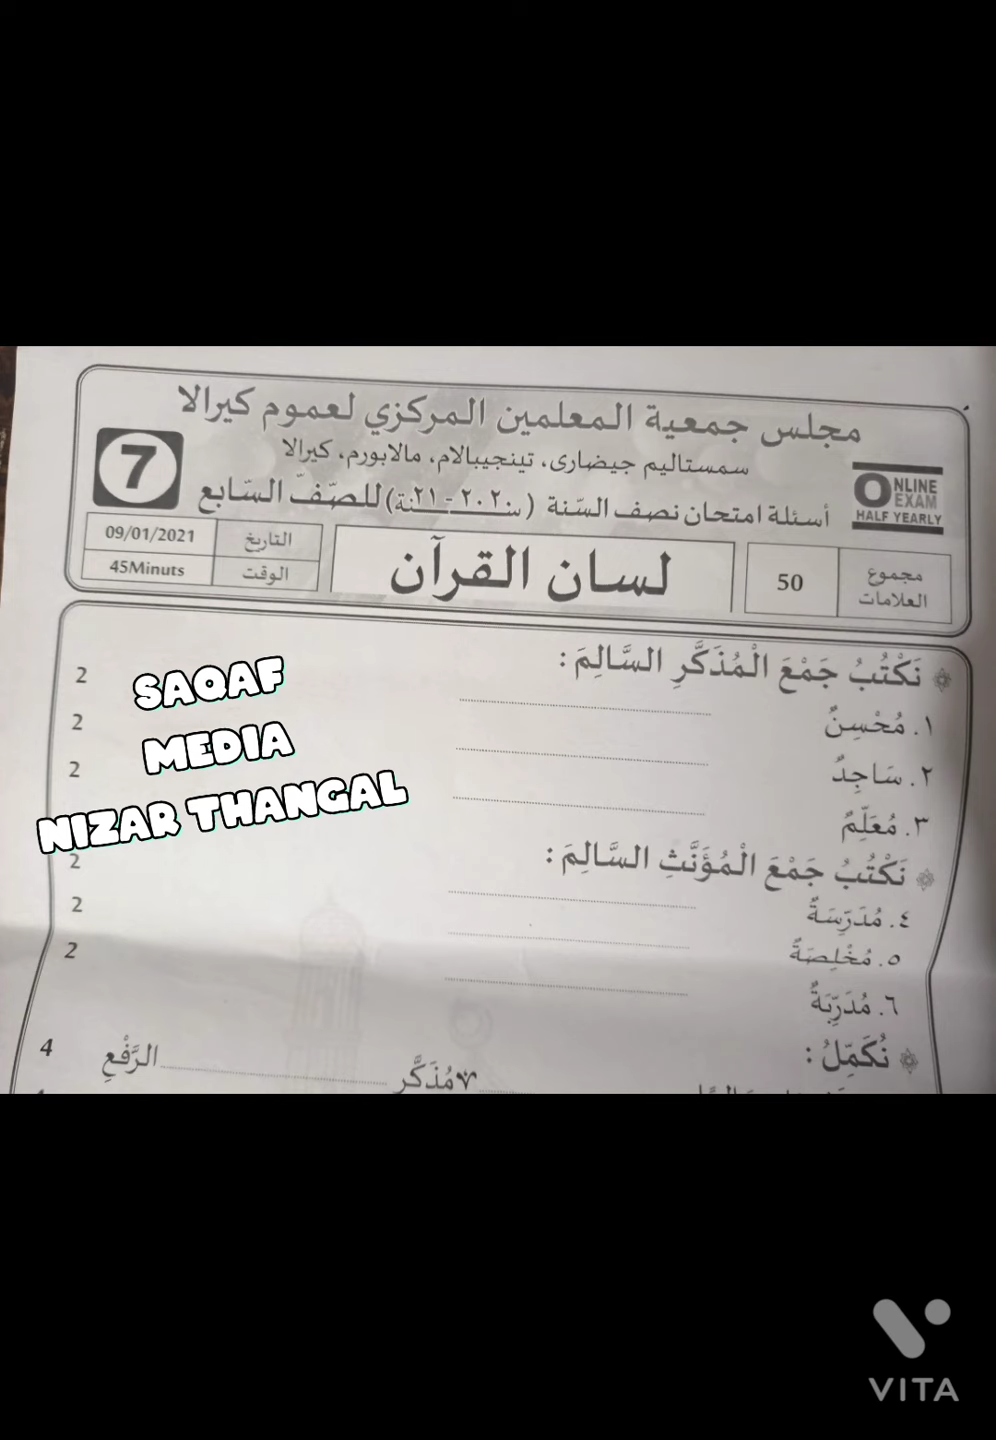 مجلس جمعية المعلمين المركزي لعموم كيرالا
سمستاليم جيضارى، تينجيبالام، مالابورم، كيرالا
7
أسئلة امتحان نصف السّنة (سنة ٢٠٢٠-٢١) للصّفّ السّابع
ONLINE
EXAM
HALF YEARLY
مجموع العلامات
50
لسان القرآن
التاريخ
09/01/2021
الوقت
45Minuts
نَكْتُبُ جَمْعَ الْمُذَكَّرِ السَّالِمَ :
١. مُحْسِنٌ 2
٢. سَاجِدٌ 2
٣. مُعَلِّمٌ 2
نَكْتُبُ جَمْعَ الْمُؤَنَّثِ السَّالِمَ :
٤. مُدَرِّسَةٌ 2
٥. مُخْلِصَةٌ 2
٦. مُدَرِّبَةٌ 2
نُكَمِّلُ :
٧ مُذَكَّر الرَّفْعِ 4
SAQAF
MEDIA
NIZAR THANGAL
VITA